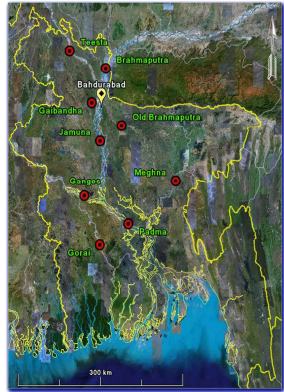 Teesta
Brahmaputra
Bahdurabad
Gaibandha
Old Brahmaputra
Jamuna
Meghna
Ganges
Padma
Gorai
300 km